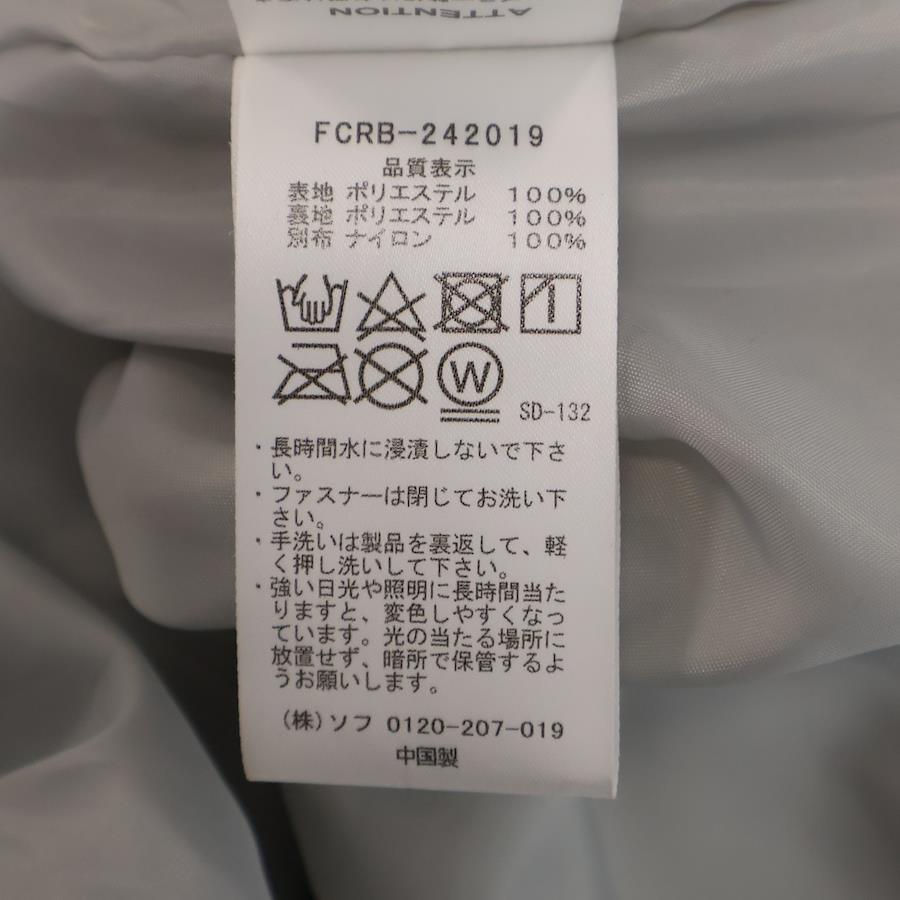 ATTENTION
FCRB-242019
品質表示
表地 ポリエステル 100%
裏地 ポリエステル 100%
別布 ナイロン 100%
W
SD-132
・長時間水に浸漬しないで下さ
い。
・ファスナーは閉じてお洗い下
さい。
・手洗いは製品を裏返して、軽
く押し洗いして下さい。
・強い日光や照明に長時間当た
りますと、変色しやすくなっ
ています。光の当たる場所に
放置せず、暗所で保管するよ
うお願いします。
(株)ソフ 0120-207-019
中国製